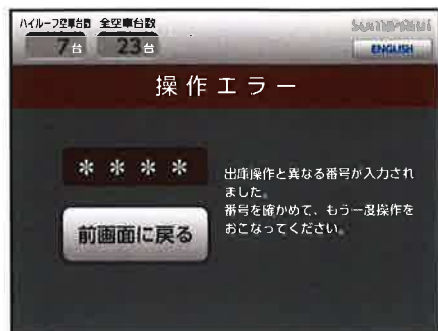 ハイルーフ空車台数 全空車台数
7台 23台
ENGLISH
操作エラー
＊＊＊＊
出庫操作と異なる番号が入力され
ました。
番号を確かめて、もう一度操作を
おこなってください。
前画面に戻る